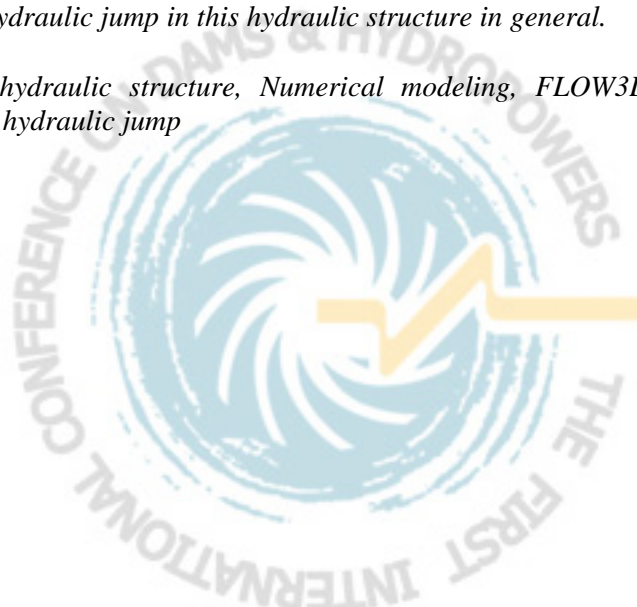 ydraulic jump in this hydraulic structure in general.
hydraulic structure, Numerical modeling, FLOW3D
hydraulic jump
THE FIRST INTERNATIONAL CONFERENCE ON DAMS & HYDROPOWERS